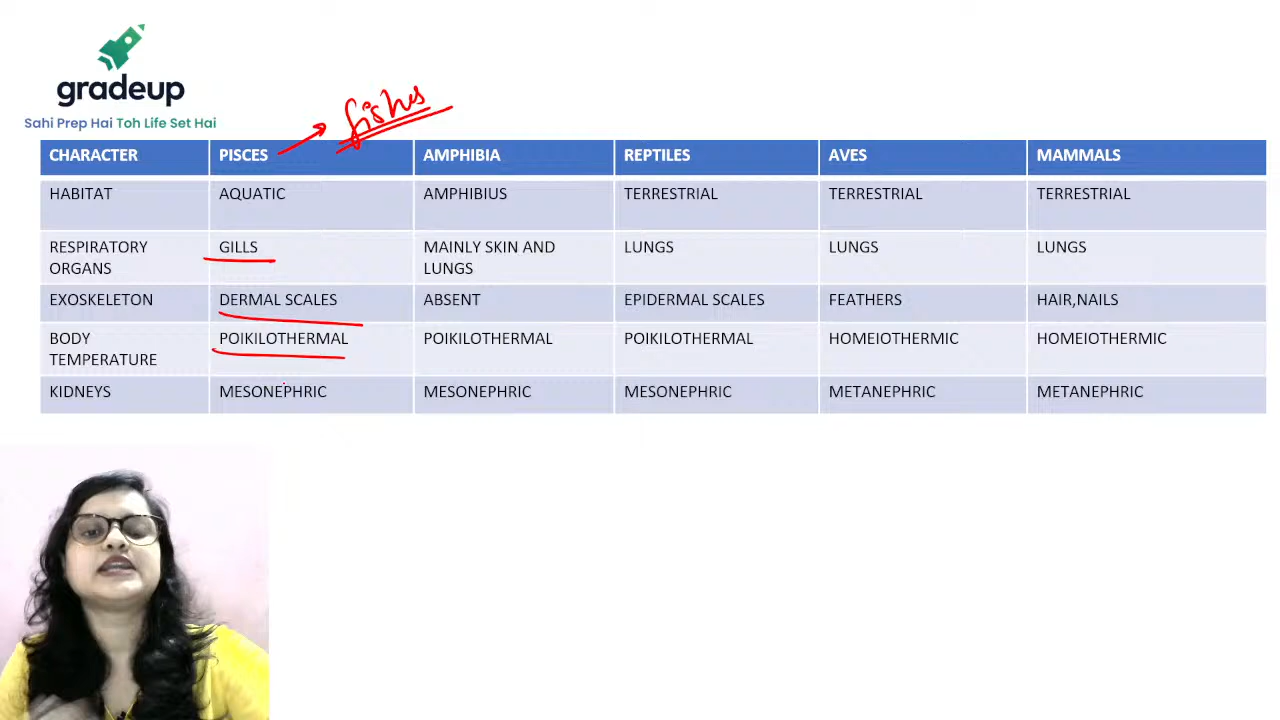 gradeup
Sahi Prep Hai Toh Life Set Hai
fishes
CHARACTER PISCES AMPHIBIA REPTILES AVES MAMMALS
HABITAT AQUATIC AMPHIBIUS TERRESTRIAL TERRESTRIAL TERRESTRIAL
RESPIRATORY GILLS MAINLY SKIN AND LUNGS LUNGS LUNGS
ORGANS LUNGS
EXOSKELETON DERMAL SCALES ABSENT EPIDERMAL SCALES FEATHERS HAIR,NAILS
BODY POIKILOTHERMAL POIKILOTHERMAL POIKILOTHERMAL HOMEIOTHERMIC HOMEIOTHERMIC
TEMPERATURE
KIDNEYS MESONEPHRIC MESONEPHRIC MESONEPHRIC METANEPHRIC METANEPHRIC